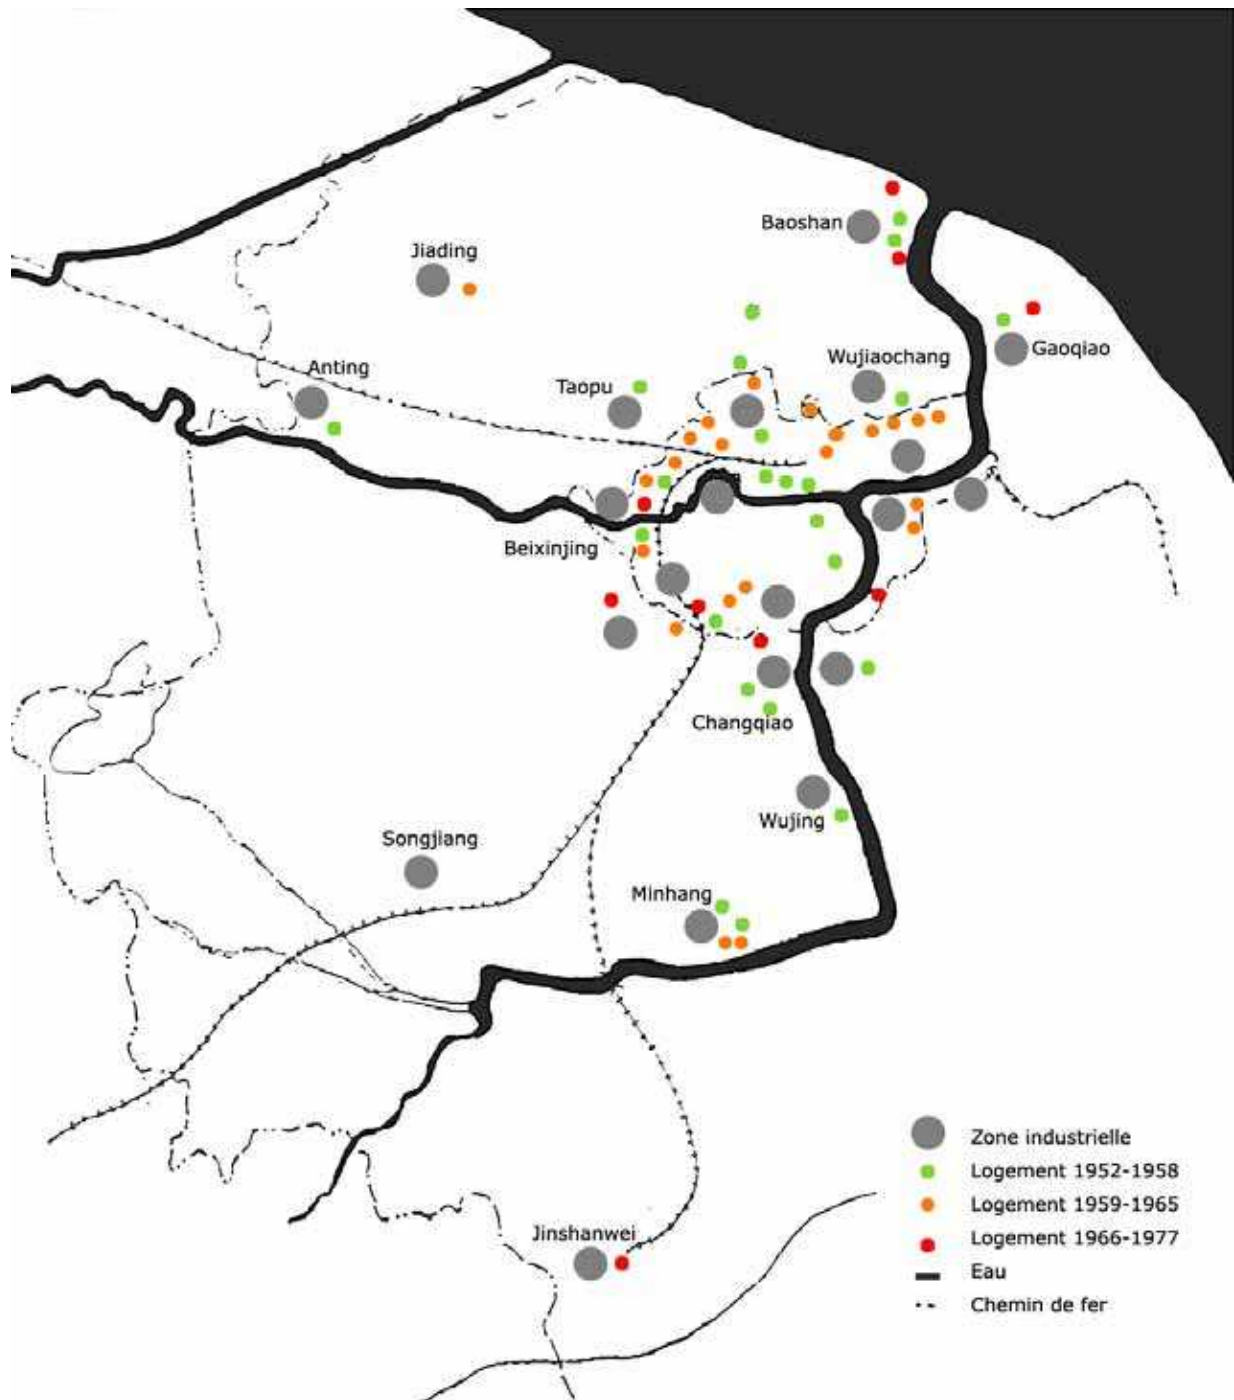 Baoshan
Jiading
Gaoqiao
Wujiaochang
Anting
Taopu
Beixinjing
Changqiao
Wujing
Songjiang
Minhang
Jinshanwei
Zone industrielle
Logement 1952-1958
Logement 1959-1965
Logement 1966-1977
Eau
Chemin de fer